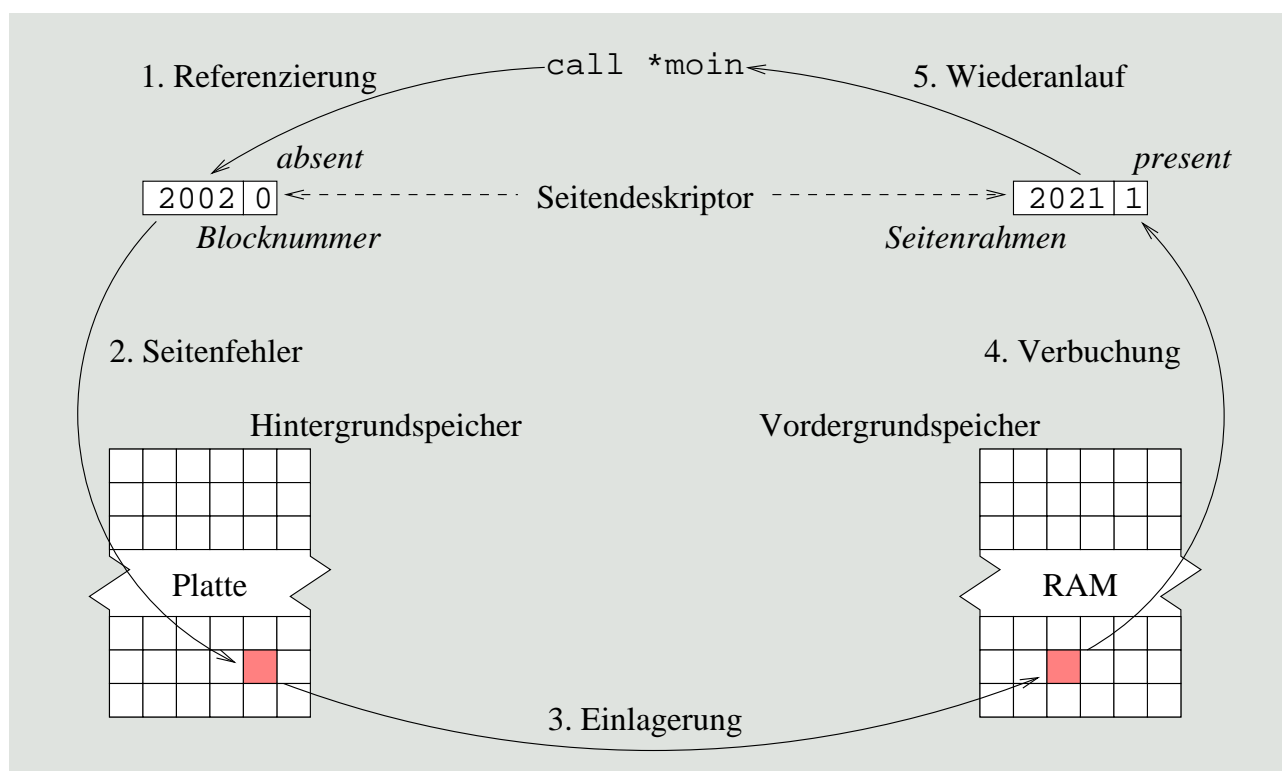 call *moin
1. Referenzierung
5. Wiederanlauf
absent
present
2002 0
Seitendeskriptor
2021 1
Blocknummer
Seitenrahmen
2. Seitenfehler
4. Verbuchung
Hintergrundspeicher
Vordergrundspeicher
Platte
RAM
3. Einlagerung